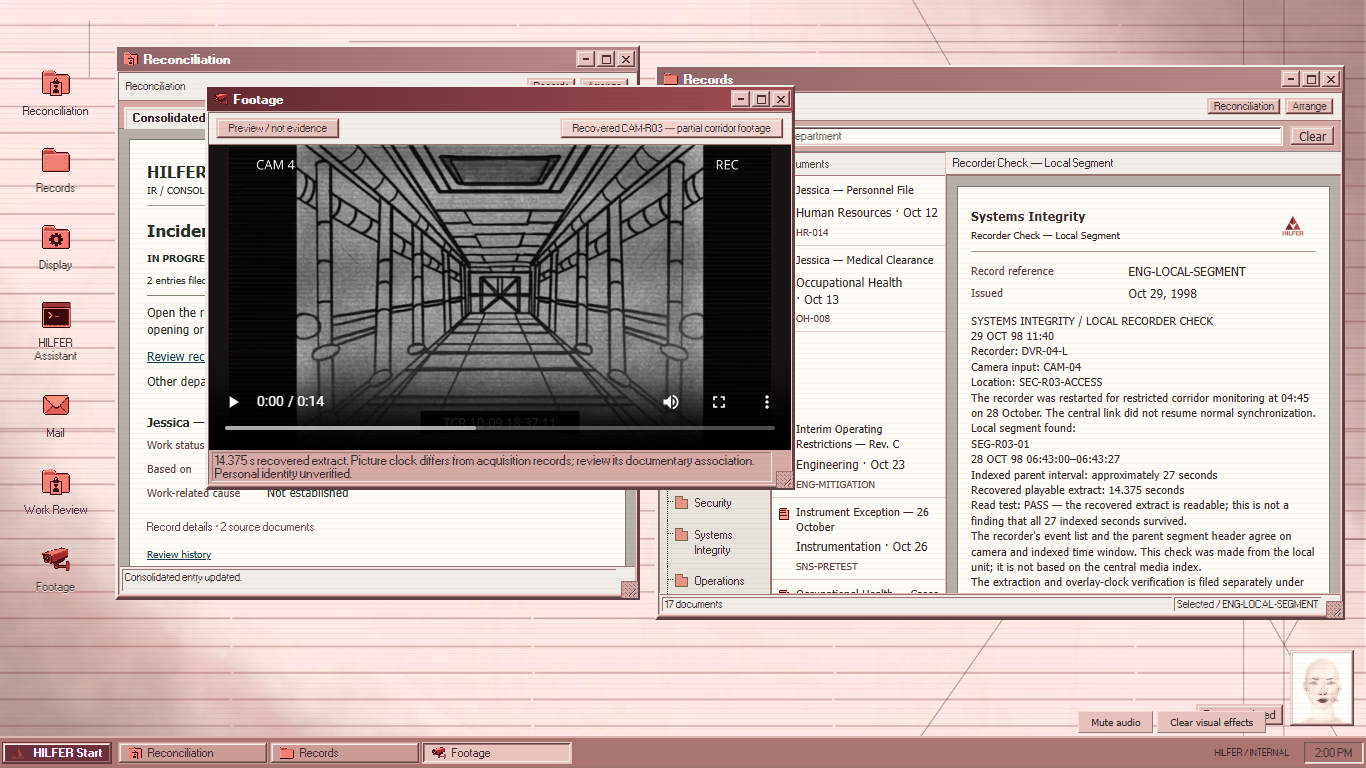 Reconciliation
Records
Display
HILFER
Assistant
Mail
Work Review
Footage
Reconciliation
Reconciliation
Consolidated
HILFER
IR / CONSOL
Inciden
IN PROGRE
2 entries filed
Open the r
opening or
Review rec
Other depa
Jessica —
Work status
Based on
Work-related cause Not established
Record details · 2 source documents
Review history
Consolidated entry updated.
Footage
Preview / not evidence
Recovered CAM-R03 — partial corridor footage
CAM 4
REC
0:00 / 0:14
TCR 10-09 18:37:11
14.375 s recovered extract. Picture clock differs from acquisition records; review its documentary association.
Personal identity unverified.
Records
Reconciliation
Arrange
epartment
Clear
uments
Jessica — Personnel File
Human Resources · Oct 12
HR-014
Jessica — Medical Clearance
Occupational Health
· Oct 13
OH-008
Interim Operating
Restrictions — Rev. C
Engineering · Oct 23
ENG-MITIGATION
Instrument Exception — 26
October
Instrumentation · Oct 26
SNS-PRETEST
Security
Systems
Integrity
Operations
Recorder Check — Local Segment
Systems Integrity
Recorder Check — Local Segment
HILFER
Record reference ENG-LOCAL-SEGMENT
Issued Oct 29, 1998
SYSTEMS INTEGRITY / LOCAL RECORDER CHECK
29 OCT 98 11:40
Recorder: DVR-04-L
Camera input: CAM-04
Location: SEC-R03-ACCESS
The recorder was restarted for restricted corridor monitoring at 04:45
on 28 October. The central link did not resume normal synchronization.
Local segment found:
SEG-R03-01
28 OCT 98 06:43:00–06:43:27
Indexed parent interval: approximately 27 seconds
Recovered playable extract: 14.375 seconds
Read test: PASS — the recovered extract is readable; this is not a
finding that all 27 indexed seconds survived.
The recorder's event list and the parent segment header agree on
camera and indexed time window. This check was made from the local
unit; it is not based on the central media index.
The extraction and overlay-clock verification is filed separately under
17 documents
Selected / ENG-LOCAL-SEGMENT
Mute audio
Clear visual effects
HILFER Start
Reconciliation
Records
Footage
HILFER / INTERNAL
2:00 PM